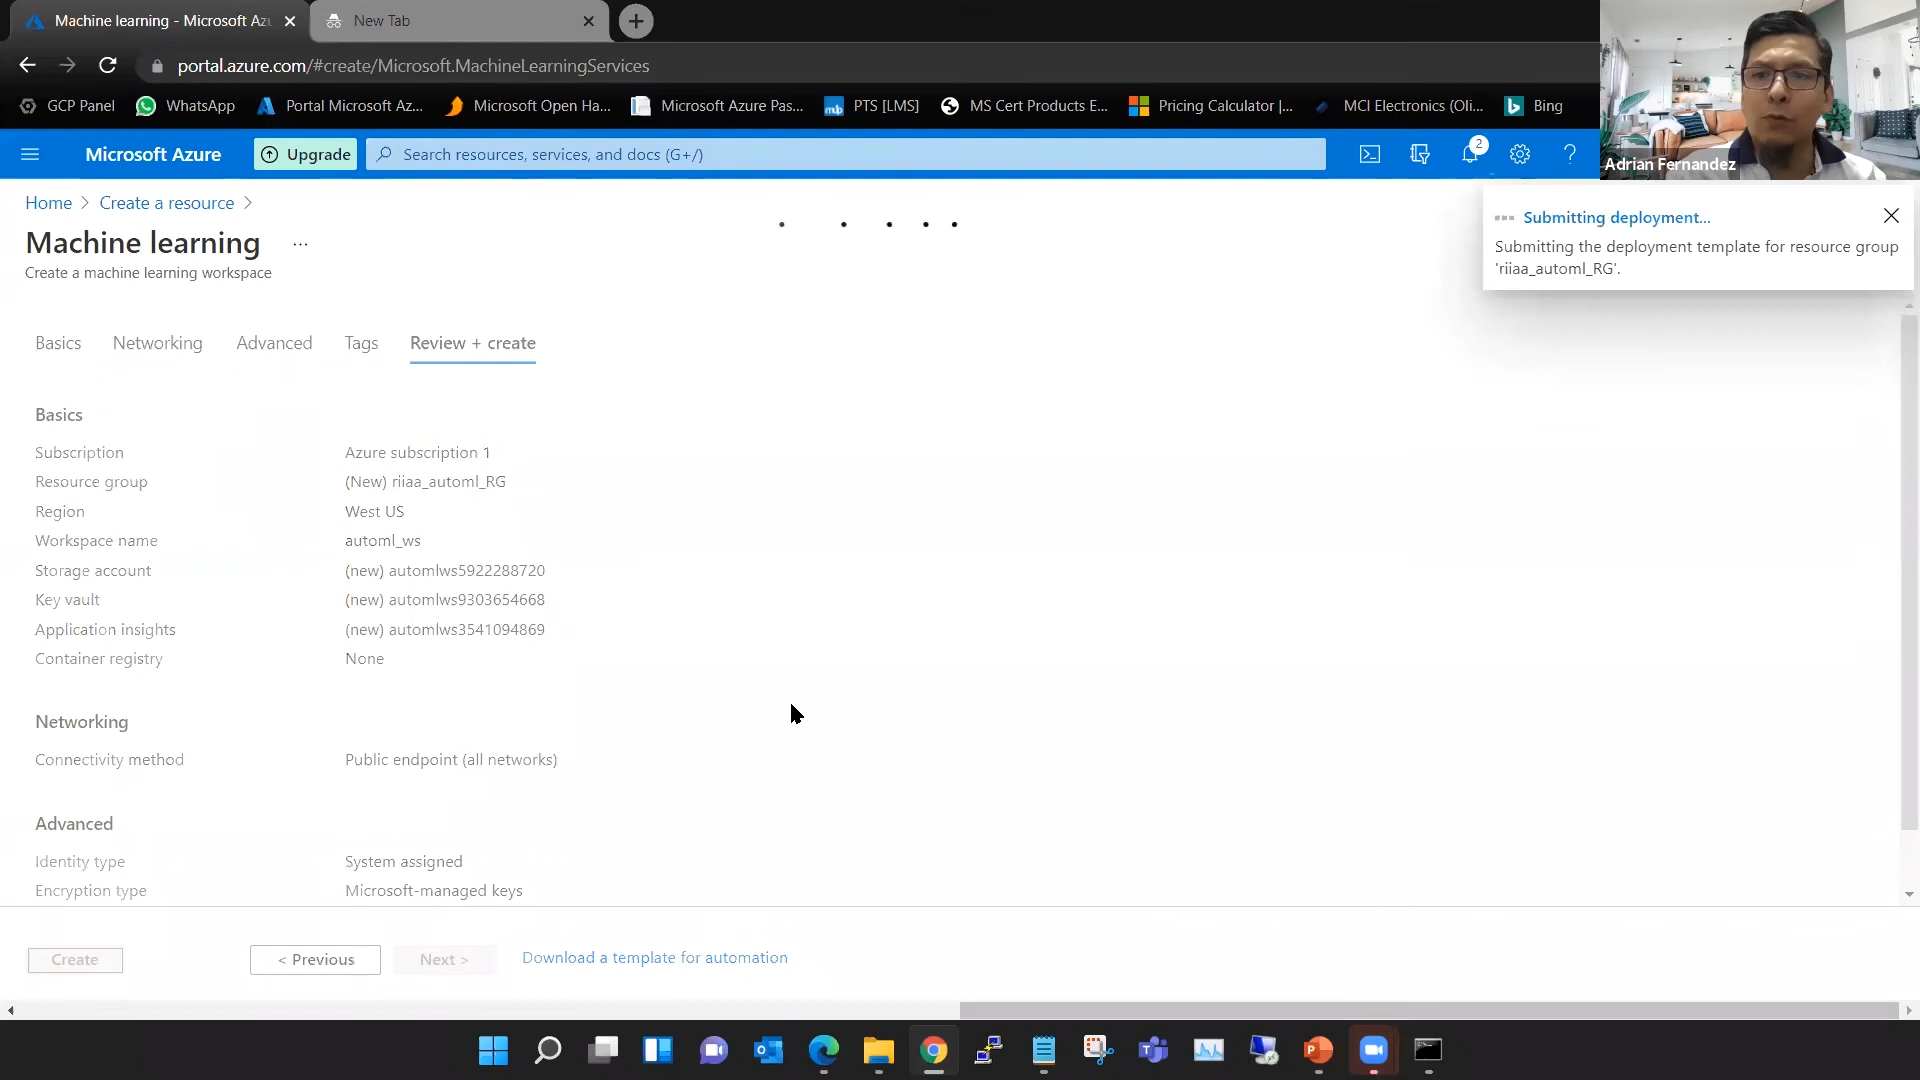 Machine learning - Microsoft Az
New Tab
portal.azure.com/#create/Microsoft.MachineLearningServices
GCP Panel
WhatsApp
Portal Microsoft Az...
Microsoft Open Ha...
Microsoft Azure Pas...
PTS [LMS]
MS Cert Products E...
Pricing Calculator |...
MCI Electronics (Oli...
Bing
Microsoft Azure
Upgrade
Search resources, services, and docs (G+/)
2
Adrian Fernandez
Home > Create a resource >
Machine learning ...
Create a machine learning workspace
Submitting deployment...
Submitting the deployment template for resource group
'riiaa_automl_RG'.
Basics Networking Advanced Tags Review + create
Basics
Subscription Azure subscription 1
Resource group (New) riiaa_automl_RG
Region West US
Workspace name automl_ws
Storage account (new) automlws5922288720
Key vault (new) automlws9303654668
Application insights (new) automlws3541094869
Container registry None
Networking
Connectivity method Public endpoint (all networks)
Advanced
Identity type System assigned
Encryption type Microsoft-managed keys
Create
< Previous
Next >
Download a template for automation